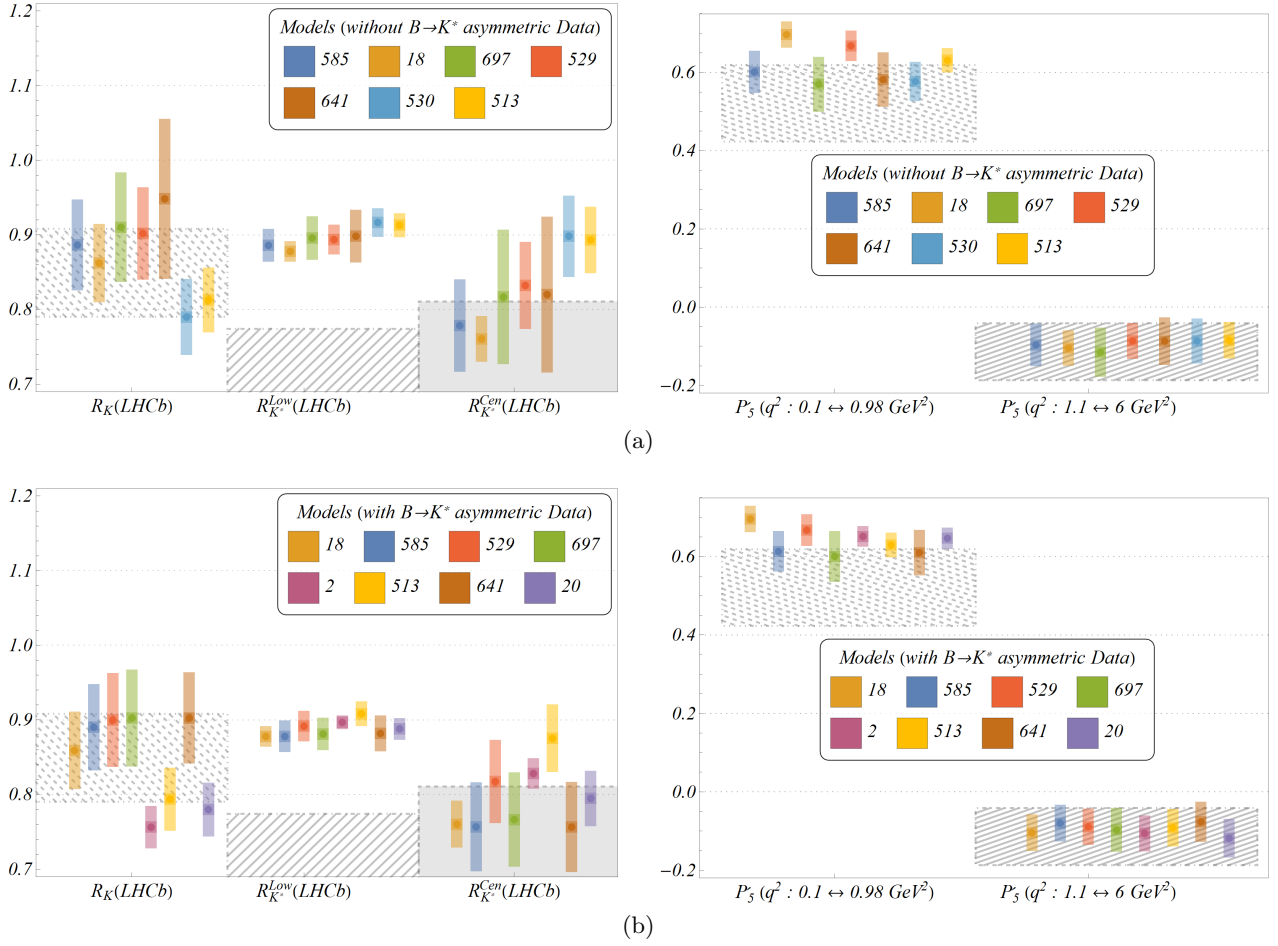 1.2
1.1
1.0
0.9
0.8
0.7
Models (without B→K* asymmetric Data)
585 18 697 529
641 530 513
R_K(LHCb) R_{K*}^{Low}(LHCb) R_{K*}^{Cen}(LHCb)
0.6
0.4
0.2
0.0
−0.2
Models (without B→K* asymmetric Data)
585 18 697 529
641 530 513
P'_5 (q² : 0.1 ↔ 0.98 GeV²) P'_5 (q² : 1.1 ↔ 6 GeV²)
(a)
1.2
1.1
1.0
0.9
0.8
0.7
Models (with B→K* asymmetric Data)
18 585 529 697
2 513 641 20
R_K(LHCb) R_{K*}^{Low}(LHCb) R_{K*}^{Cen}(LHCb)
0.6
0.4
0.2
0.0
−0.2
Models (with B→K* asymmetric Data)
18 585 529 697
2 513 641 20
P'_5 (q² : 0.1 ↔ 0.98 GeV²) P'_5 (q² : 1.1 ↔ 6 GeV²)
(b)